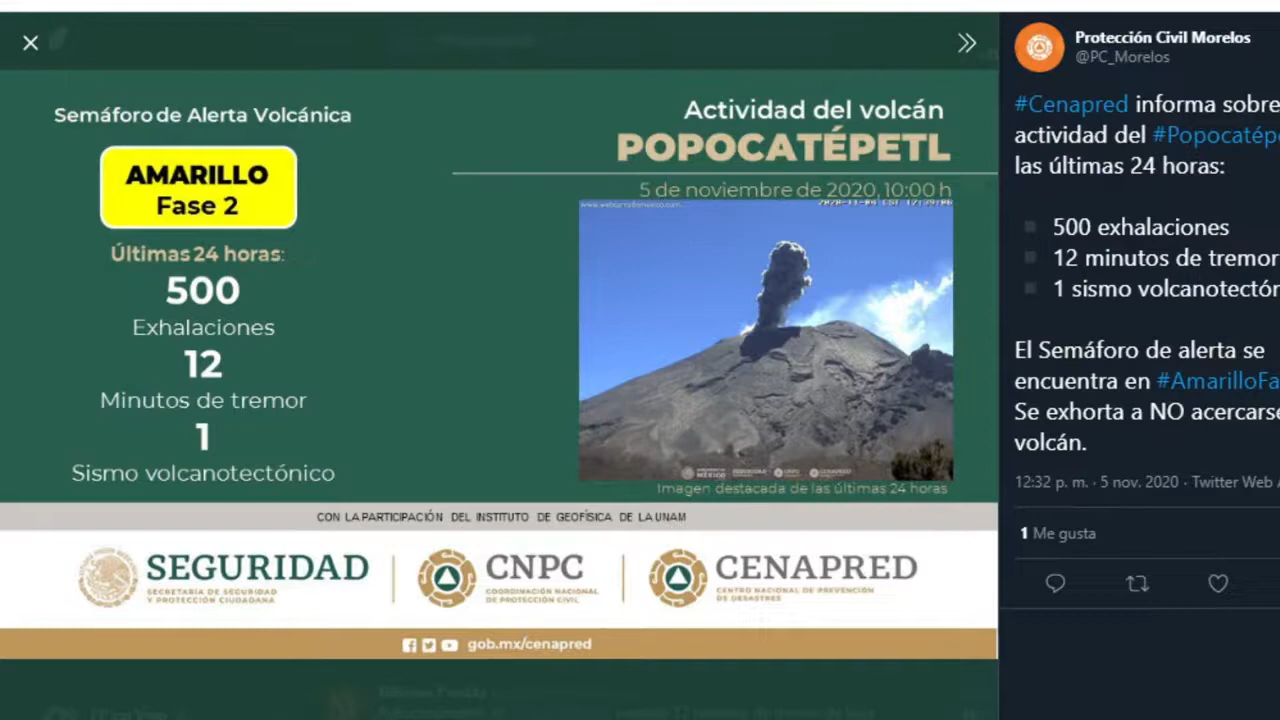 Semáforo de Alerta Volcánica
AMARILLO
Fase 2
Últimas 24 horas:
500
Exhalaciones
12
Minutos de tremor
1
Sismo volcanotectónico
Actividad del volcán
POPOCATÉPETL
5 de noviembre de 2020, 10:00 h
Imagen destacada de las últimas 24 horas
CON LA PARTICIPACIÓN DEL INSTITUTO DE GEOFÍSICA DE LA UNAM
SEGURIDAD
SECRETARÍA DE SEGURIDAD
Y PROTECCIÓN CIUDADANA
CNPC
COORDINACIÓN NACIONAL
DE PROTECCIÓN CIVIL
CENAPRED
CENTRO NACIONAL DE PREVENCIÓN
DE DESASTRES
gob.mx/cenapred
Protección Civil Morelos
@PC_Morelos
#Cenapred informa sobre
actividad del #Popocatépe
las últimas 24 horas:
500 exhalaciones
12 minutos de tremor
1 sismo volcanotectón
El Semáforo de alerta se
encuentra en #AmarilloFa
Se exhorta a NO acercarse
volcán.
12:32 p. m. · 5 nov. 2020 · Twitter Web
1 Me gusta